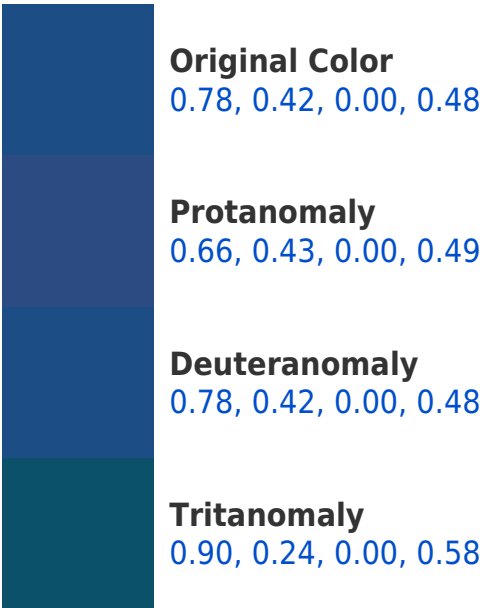 Original Color
0.78, 0.42, 0.00, 0.48
Protanomaly
0.66, 0.43, 0.00, 0.49
Deuteranomaly
0.78, 0.42, 0.00, 0.48
Tritanomaly
0.90, 0.24, 0.00, 0.58